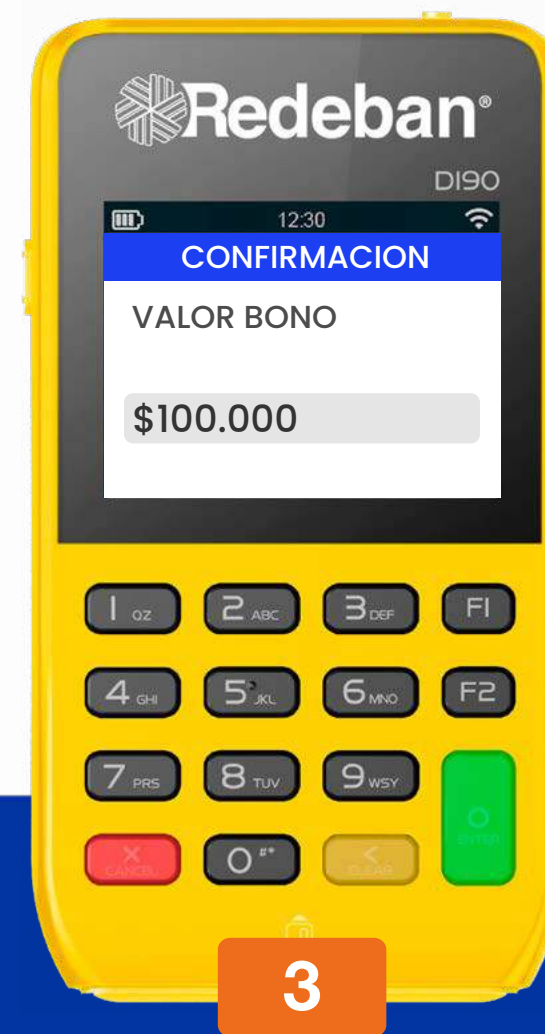 Redeban®
DI90
12:30
CONFIRMACION
VALOR BONO
$100.000
1 QZ 2 ABC 3 DEF F1
4 GHI 5 JKL 6 MNO F2
7 PRS 8 TUV 9 WSY
CANCEL 0 #* CLEAR ENTER
3